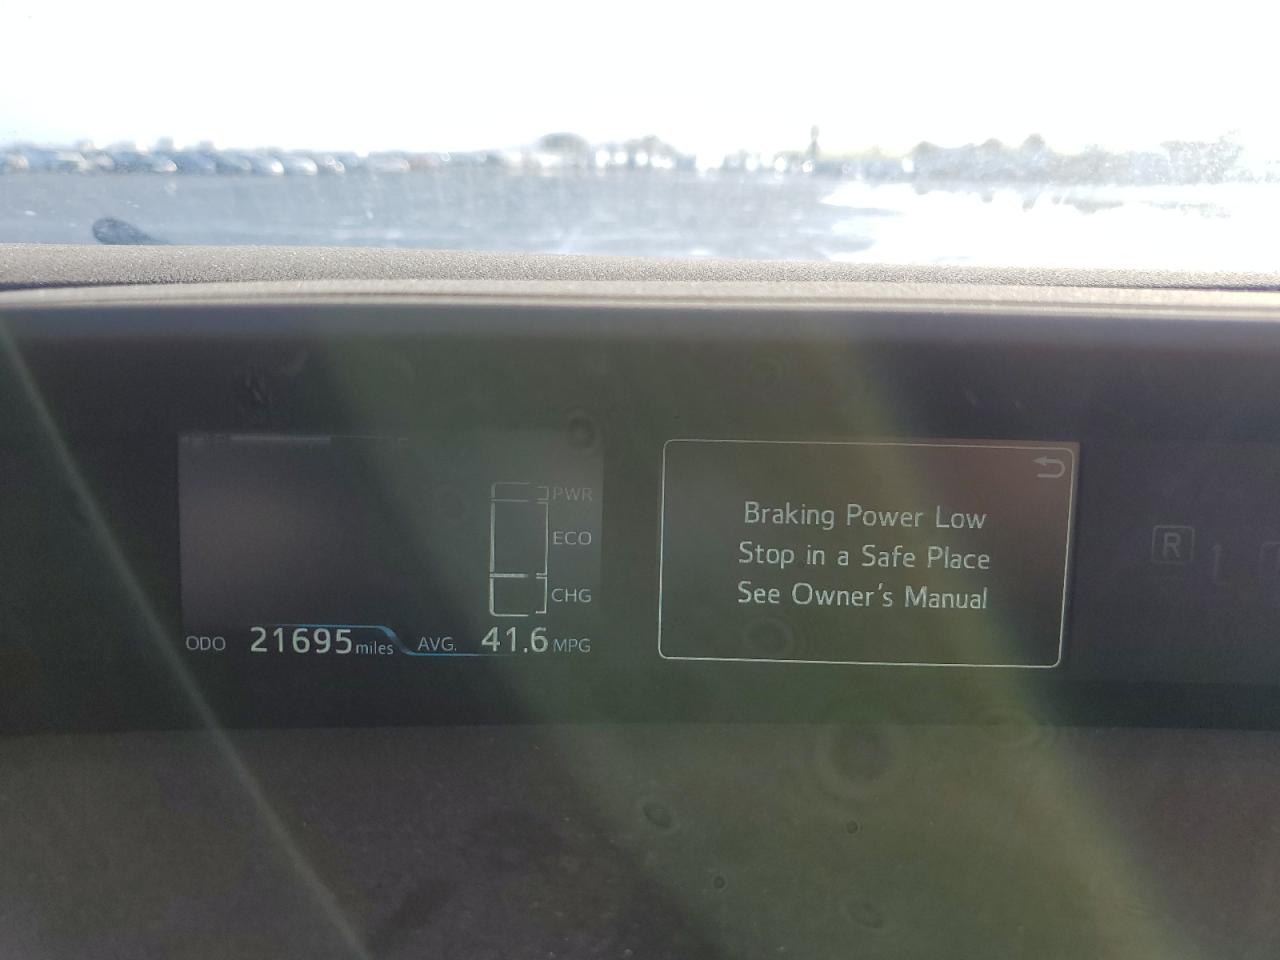 PWR
ECO
CHG
ODO 21695 miles AVG. 41.6 MPG
Braking Power Low
Stop in a Safe Place
See Owner's Manual
R